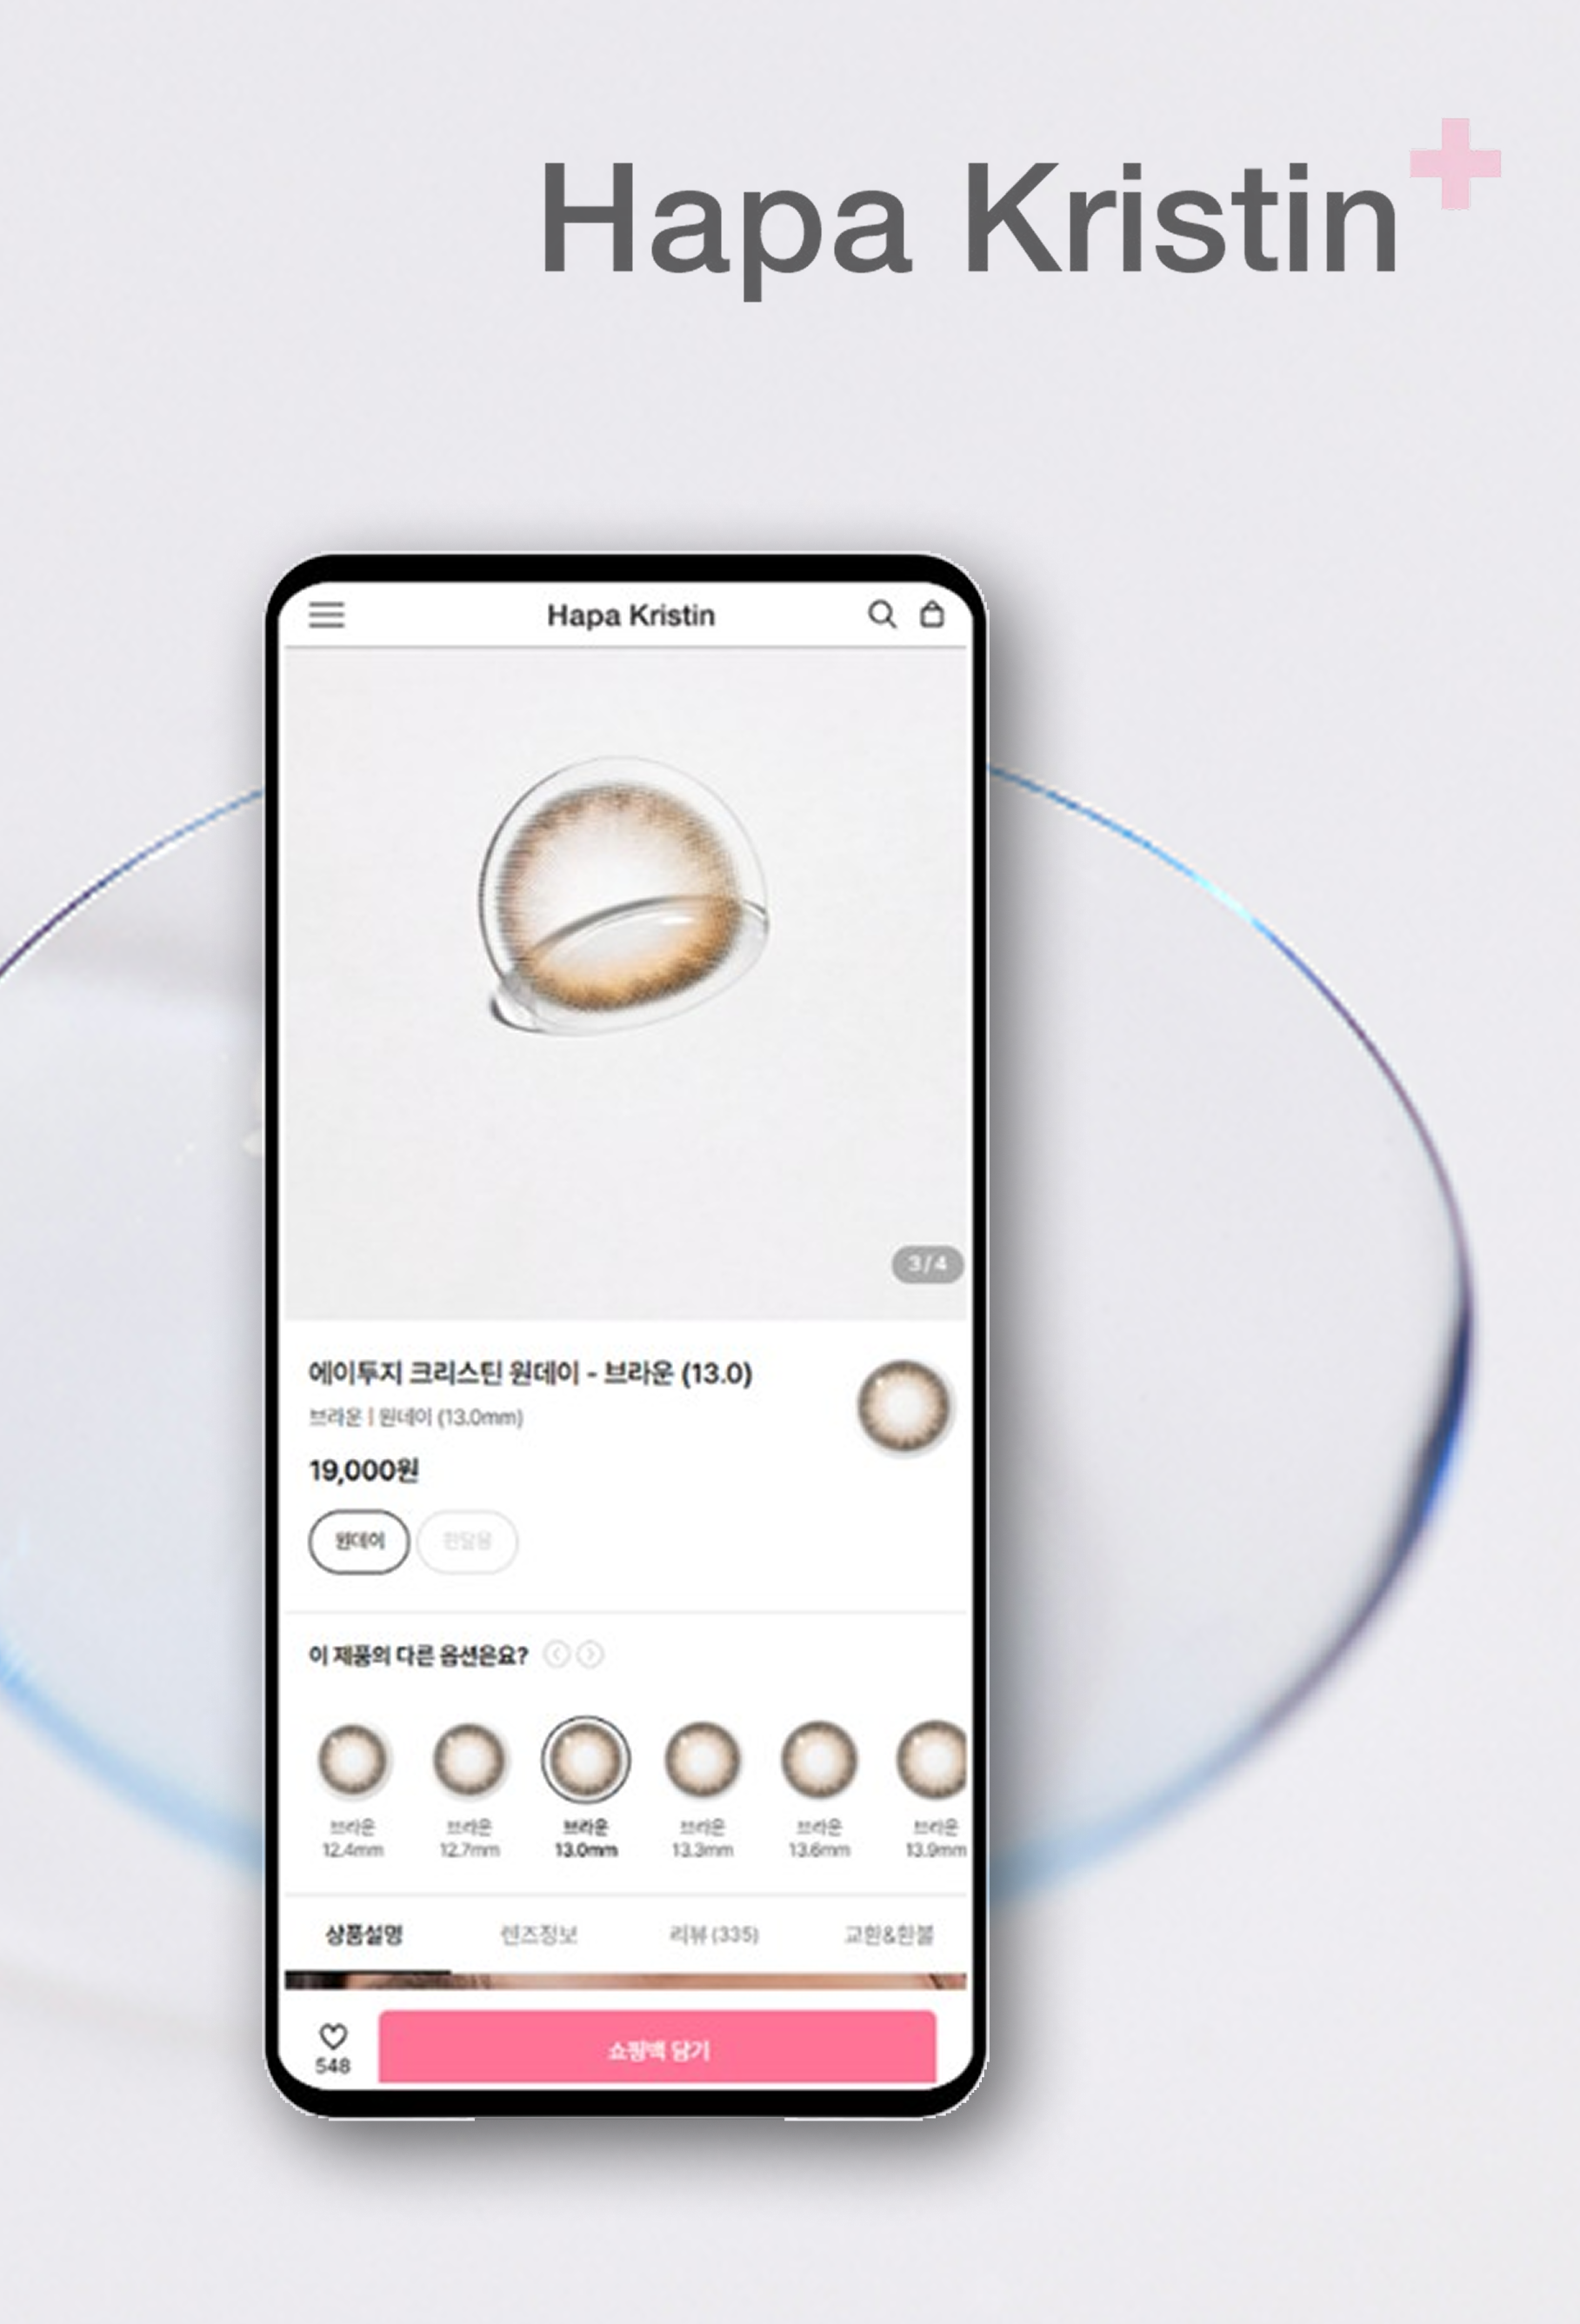 Hapa Kristin+
Hapa Kristin
3/4
에이투지 크리스틴 원데이 - 브라운 (13.0)
브라운 | 원데이 (13.0mm)
19,000원
원데이 한달용
이 제품의 다른 옵션은요?
브라운 브라운 브라운 브라운 브라운 브라운
12.4mm 12.7mm 13.0mm 13.3mm 13.6mm 13.9mm
상품설명 렌즈정보 리뷰 (335) 교환&환불
548
쇼핑백 담기